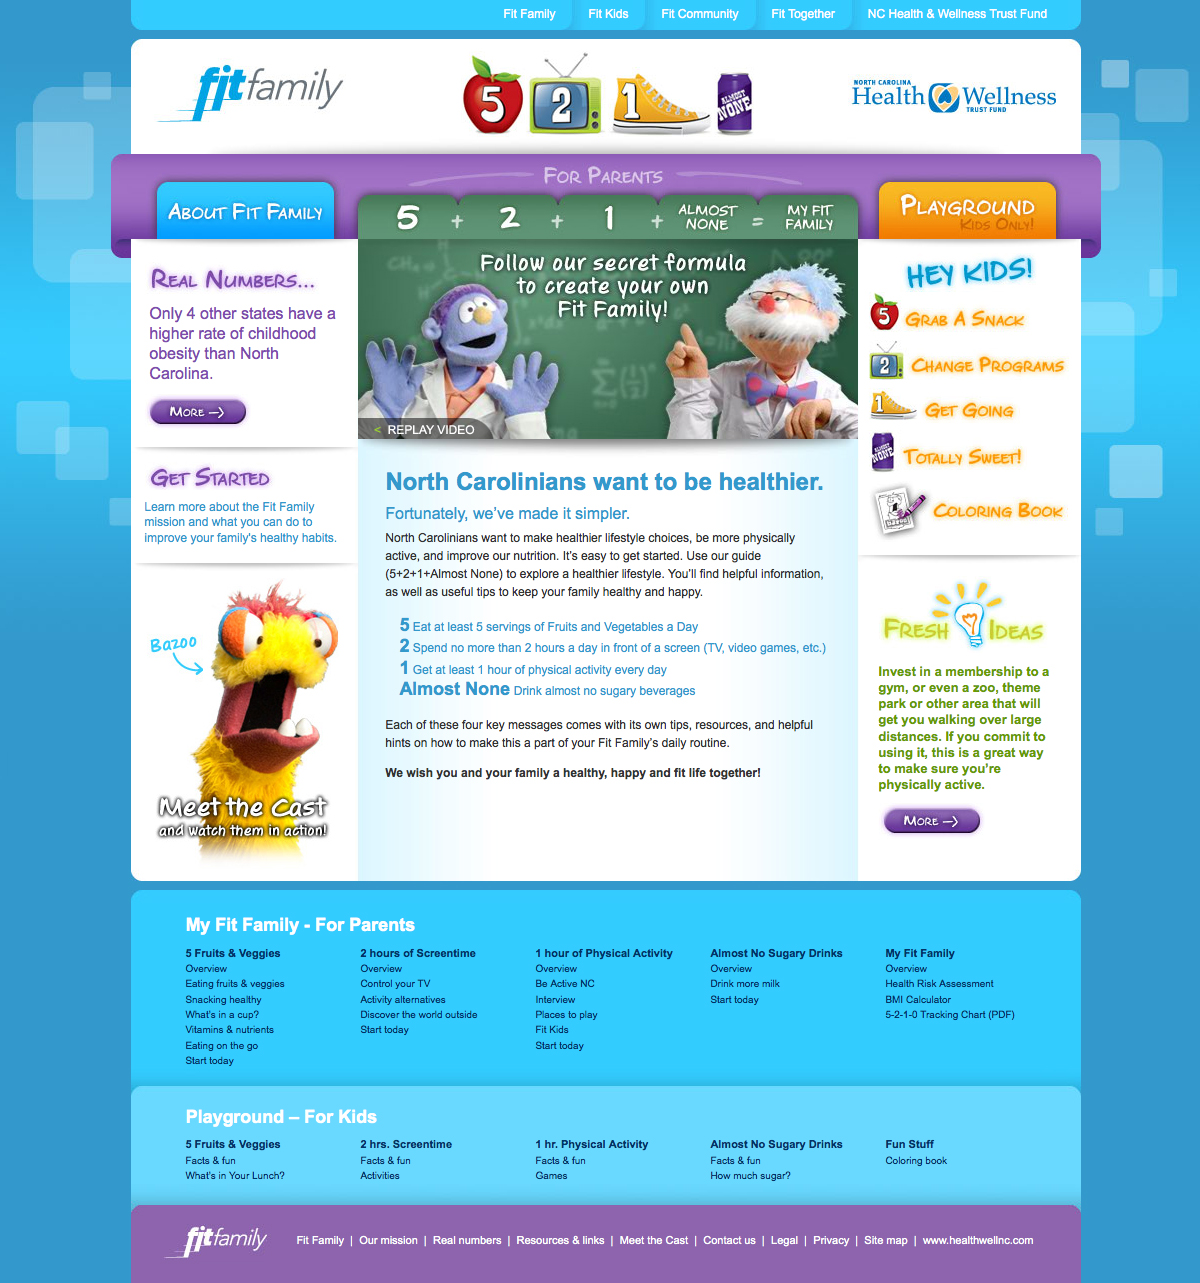 Fit Family
Fit Kids
Fit Community
Fit Together
NC Health & Wellness Trust Fund
fitfamily
5
2
1
ALMOST
NONE
NORTH CAROLINA
Health Wellness
TRUST FUND
FOR PARENTS
ABOUT FIT FAMILY
5 + 2 + 1 + ALMOST NONE = MY FIT FAMILY
PLAYGROUND
KIDS ONLY!
REAL NUMBERS...
Only 4 other states have a
higher rate of childhood
obesity than North
Carolina.
MORE
GET STARTED
Learn more about the Fit Family
mission and what you can do to
improve your family's healthy habits.
Bazoo
Meet the Cast
and watch them in action!
Follow our secret formula
to create your own
Fit Family!
< REPLAY VIDEO
North Carolinians want to be healthier.
Fortunately, we've made it simpler.
North Carolinians want to make healthier lifestyle choices, be more physically
active, and improve our nutrition. It's easy to get started. Use our guide
(5+2+1+Almost None) to explore a healthier lifestyle. You'll find helpful information,
as well as useful tips to keep your family healthy and happy.
5 Eat at least 5 servings of Fruits and Vegetables a Day
2 Spend no more than 2 hours a day in front of a screen (TV, video games, etc.)
1 Get at least 1 hour of physical activity every day
Almost None Drink almost no sugary beverages
Each of these four key messages comes with its own tips, resources, and helpful
hints on how to make this a part of your Fit Family's daily routine.
We wish you and your family a healthy, happy and fit life together!
HEY KIDS!
5
GRAB A SNACK
2
CHANGE PROGRAMS
1
GET GOING
ALMOST
NONE
TOTALLY SWEET!
COLORING BOOK
FRESH IDEAS
Invest in a membership to a
gym, or even a zoo, theme
park or other area that will
get you walking over large
distances. If you commit to
using it, this is a great way
to make sure you're
physically active.
MORE
My Fit Family - For Parents
5 Fruits & Veggies
Overview
Eating fruits & veggies
Snacking healthy
What's in a cup?
Vitamins & nutrients
Eating on the go
Start today
2 hours of Screentime
Overview
Control your TV
Activity alternatives
Discover the world outside
Start today
1 hour of Physical Activity
Overview
Be Active NC
Interview
Places to play
Fit Kids
Start today
Almost No Sugary Drinks
Overview
Drink more milk
Start today
My Fit Family
Overview
Health Risk Assessment
BMI Calculator
5-2-1-0 Tracking Chart (PDF)
Playground – For Kids
5 Fruits & Veggies
Facts & fun
What's in Your Lunch?
2 hrs. Screentime
Facts & fun
Activities
1 hr. Physical Activity
Facts & fun
Games
Almost No Sugary Drinks
Facts & fun
How much sugar?
Fun Stuff
Coloring book
fitfamily
Fit Family | Our mission | Real numbers | Resources & links | Meet the Cast | Contact us | Legal | Privacy | Site map | www.healthwellnc.com